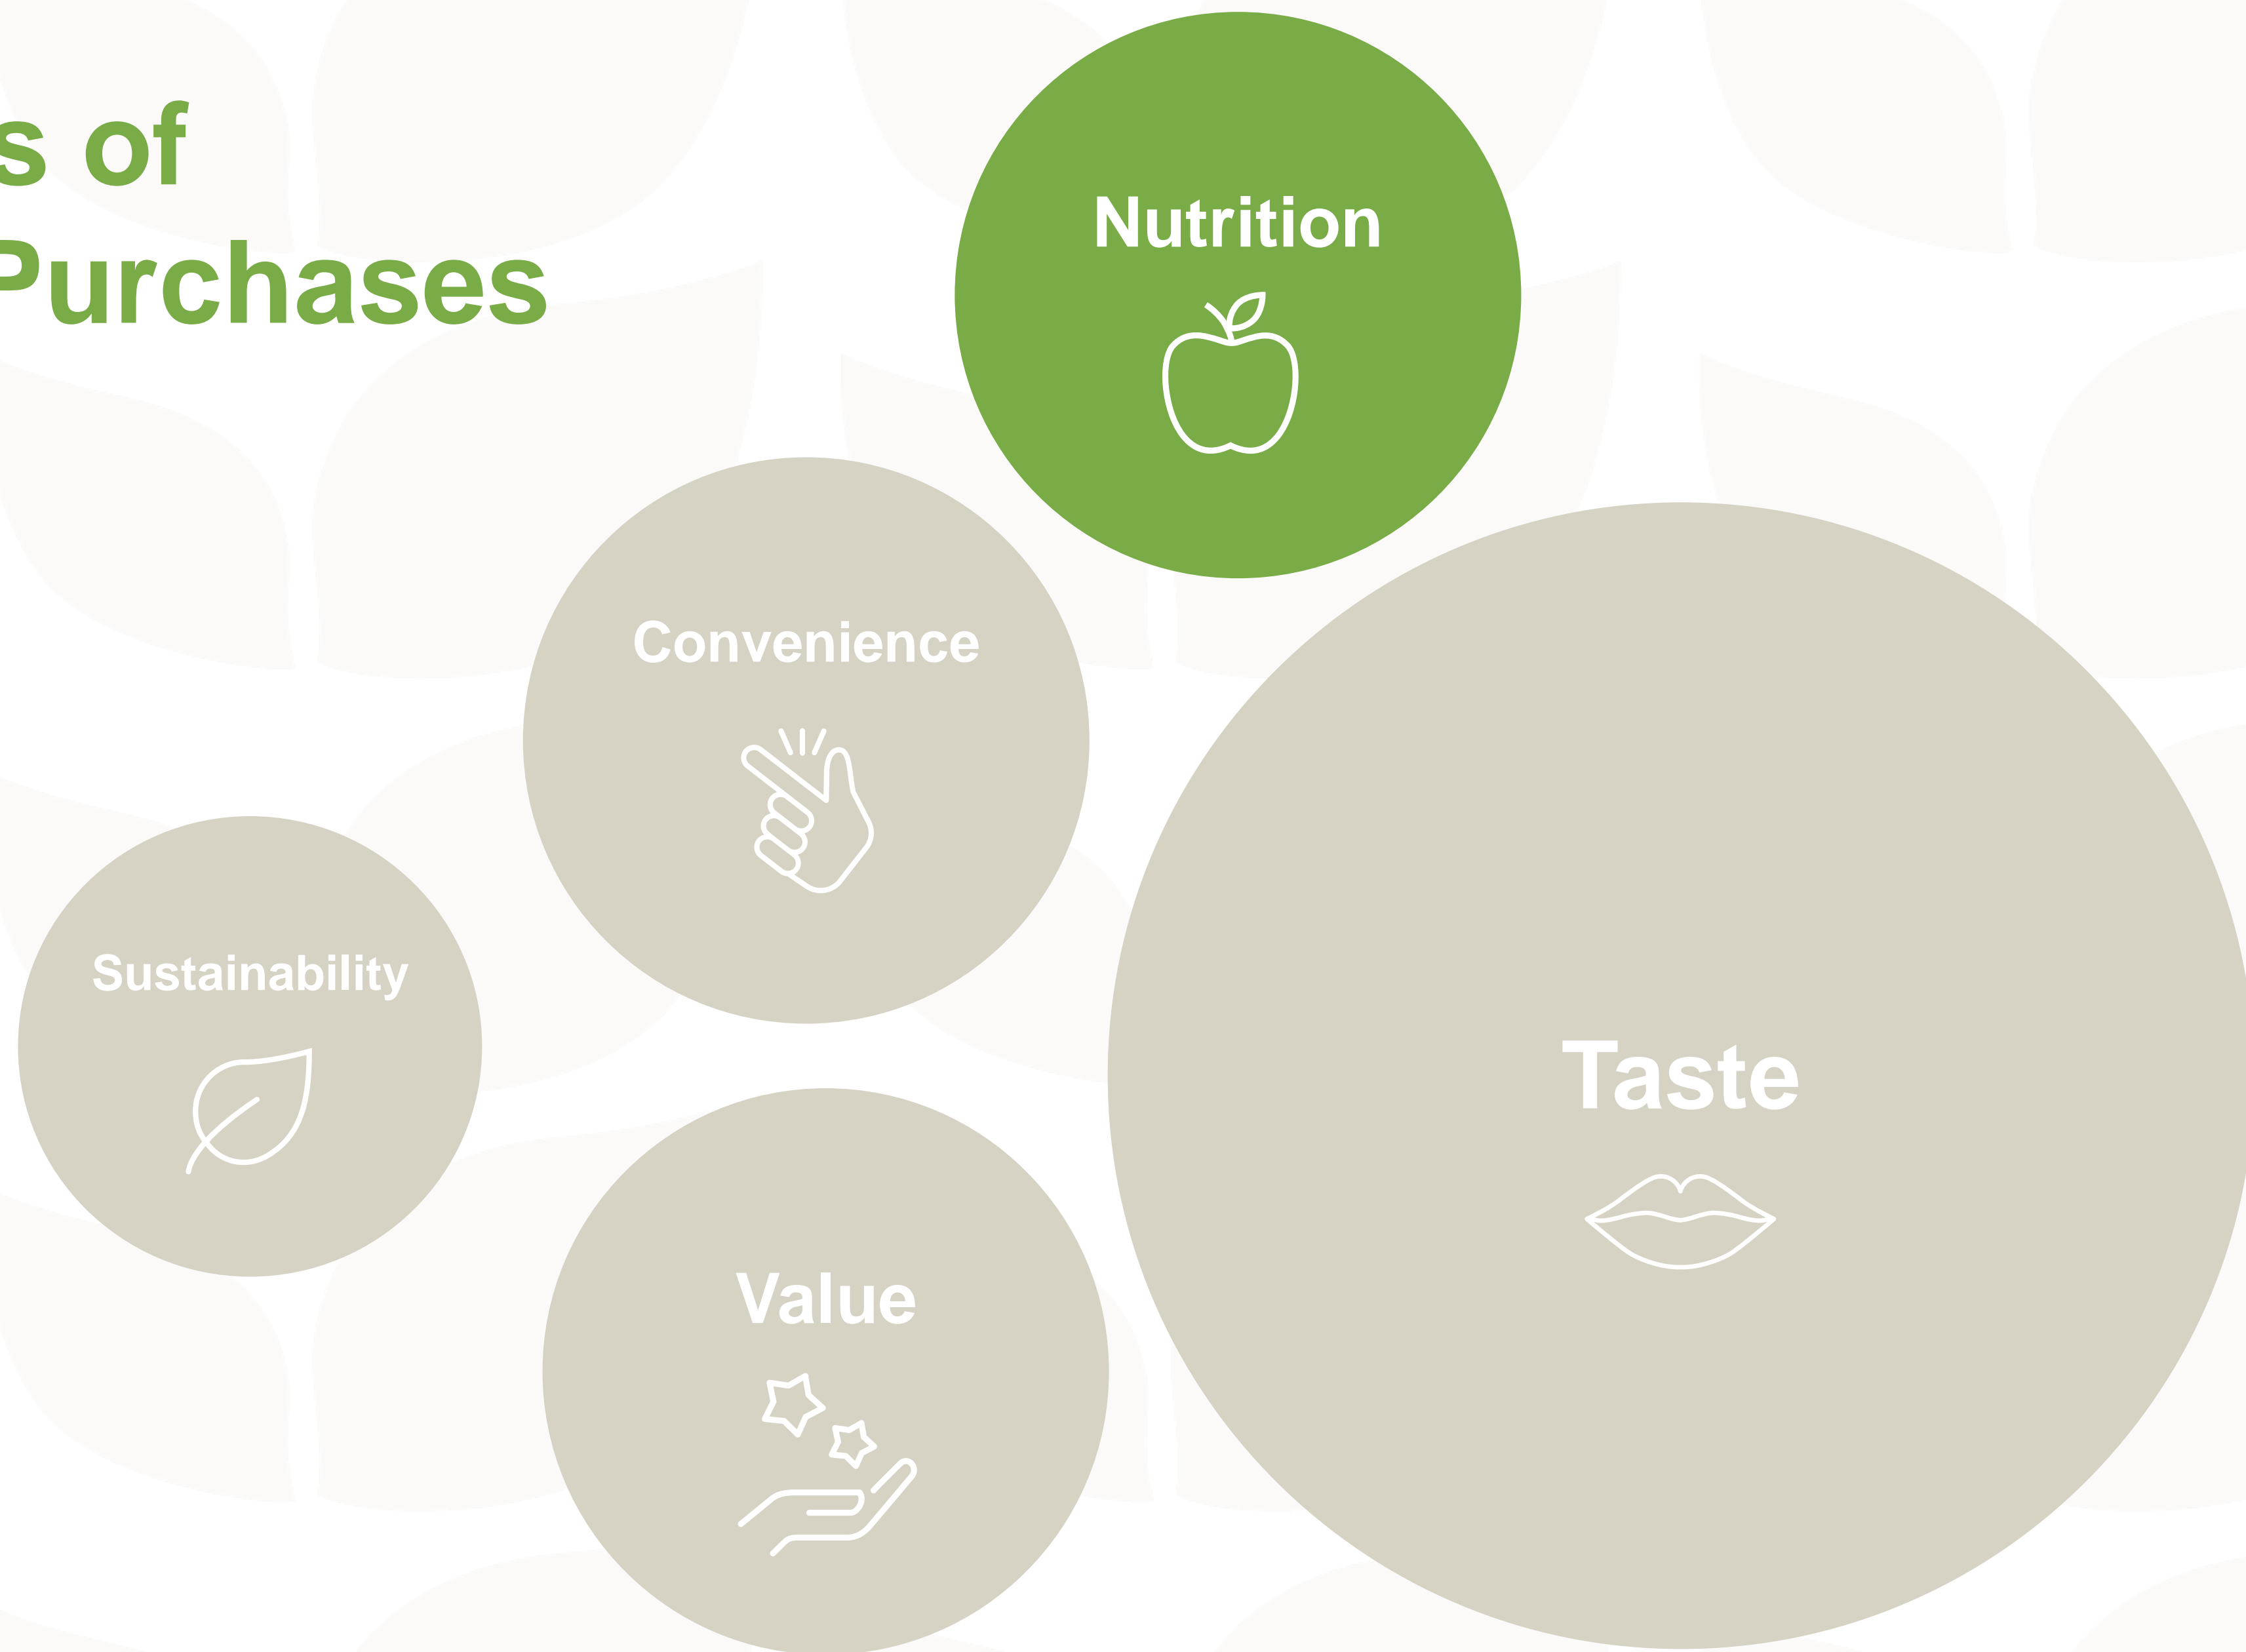 s of
Purchases
Nutrition
Convenience
Sustainability
Taste
Value